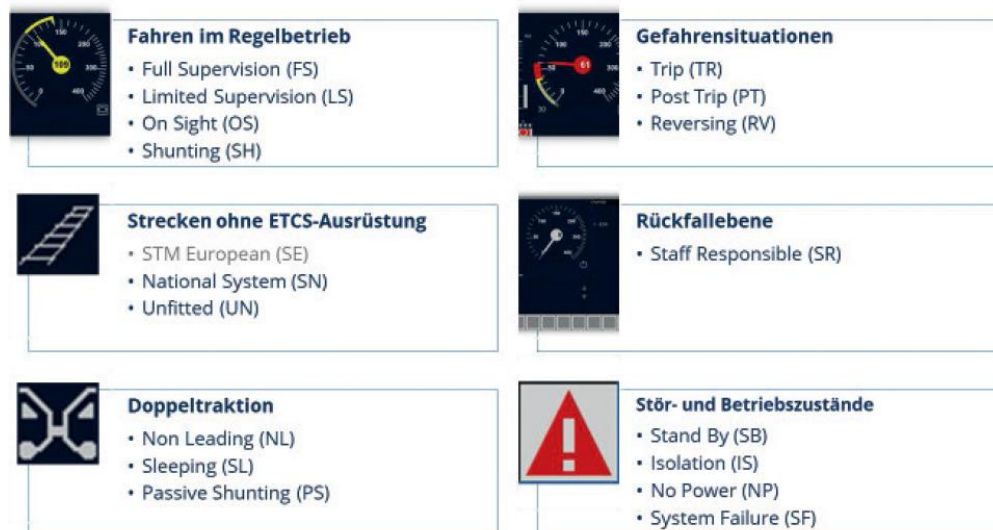 Fahren im Regelbetrieb
• Full Supervision (FS)
• Limited Supervision (LS)
• On Sight (OS)
• Shunting (SH)
Gefahrensituationen
• Trip (TR)
• Post Trip (PT)
• Reversing (RV)
Strecken ohne ETCS-Ausrüstung
• STM European (SE)
• National System (SN)
• Unfitted (UN)
Rückfallebene
• Staff Responsible (SR)
Doppeltraktion
• Non Leading (NL)
• Sleeping (SL)
• Passive Shunting (PS)
Stör- und Betriebszustände
• Stand By (SB)
• Isolation (IS)
• No Power (NP)
• System Failure (SF)